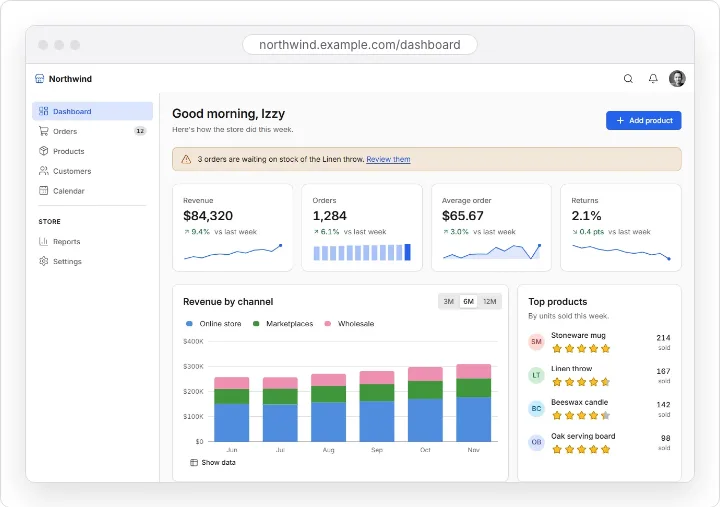 northwind.example.com/dashboard
Northwind
Dashboard
Orders 12
Products
Customers
Calendar
STORE
Reports
Settings
Good morning, Izzy
Here's how the store did this week.
+ Add product
3 orders are waiting on stock of the Linen throw. Review them
Revenue
$84,320
↗ 9.4% vs last week
Orders
1,284
↗ 6.1% vs last week
Average order
$65.67
↗ 3.0% vs last week
Returns
2.1%
↘ 0.4 pts vs last week
Revenue by channel
3M 6M 12M
Online store Marketplaces Wholesale
$400K
$300K
$200K
$100K
$0
Jun Jul Aug Sep Oct Nov
Show data
Top products
By units sold this week.
SM Stoneware mug 214 sold
LT Linen throw 167 sold
BC Beeswax candle 142 sold
OB Oak serving board 98 sold